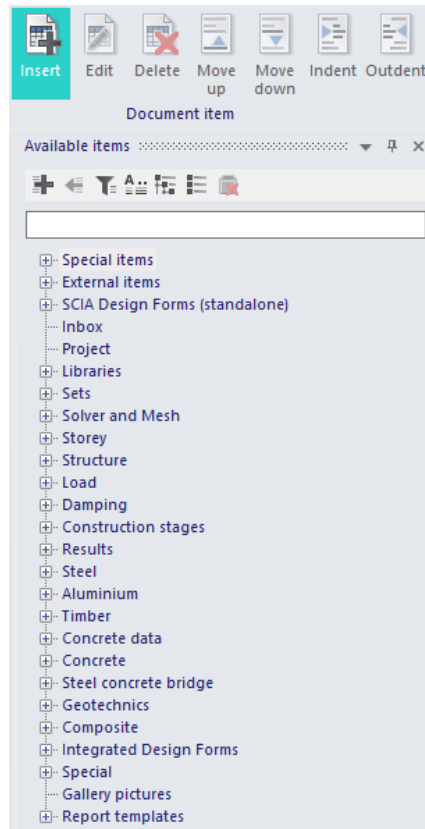 Insert Edit Delete Move up Move down Indent Outdent
Document item
Available items
Special items
External items
SCIA Design Forms (standalone)
Inbox
Project
Libraries
Sets
Solver and Mesh
Storey
Structure
Load
Damping
Construction stages
Results
Steel
Aluminium
Timber
Concrete data
Concrete
Steel concrete bridge
Geotechnics
Composite
Integrated Design Forms
Special
Gallery pictures
Report templates